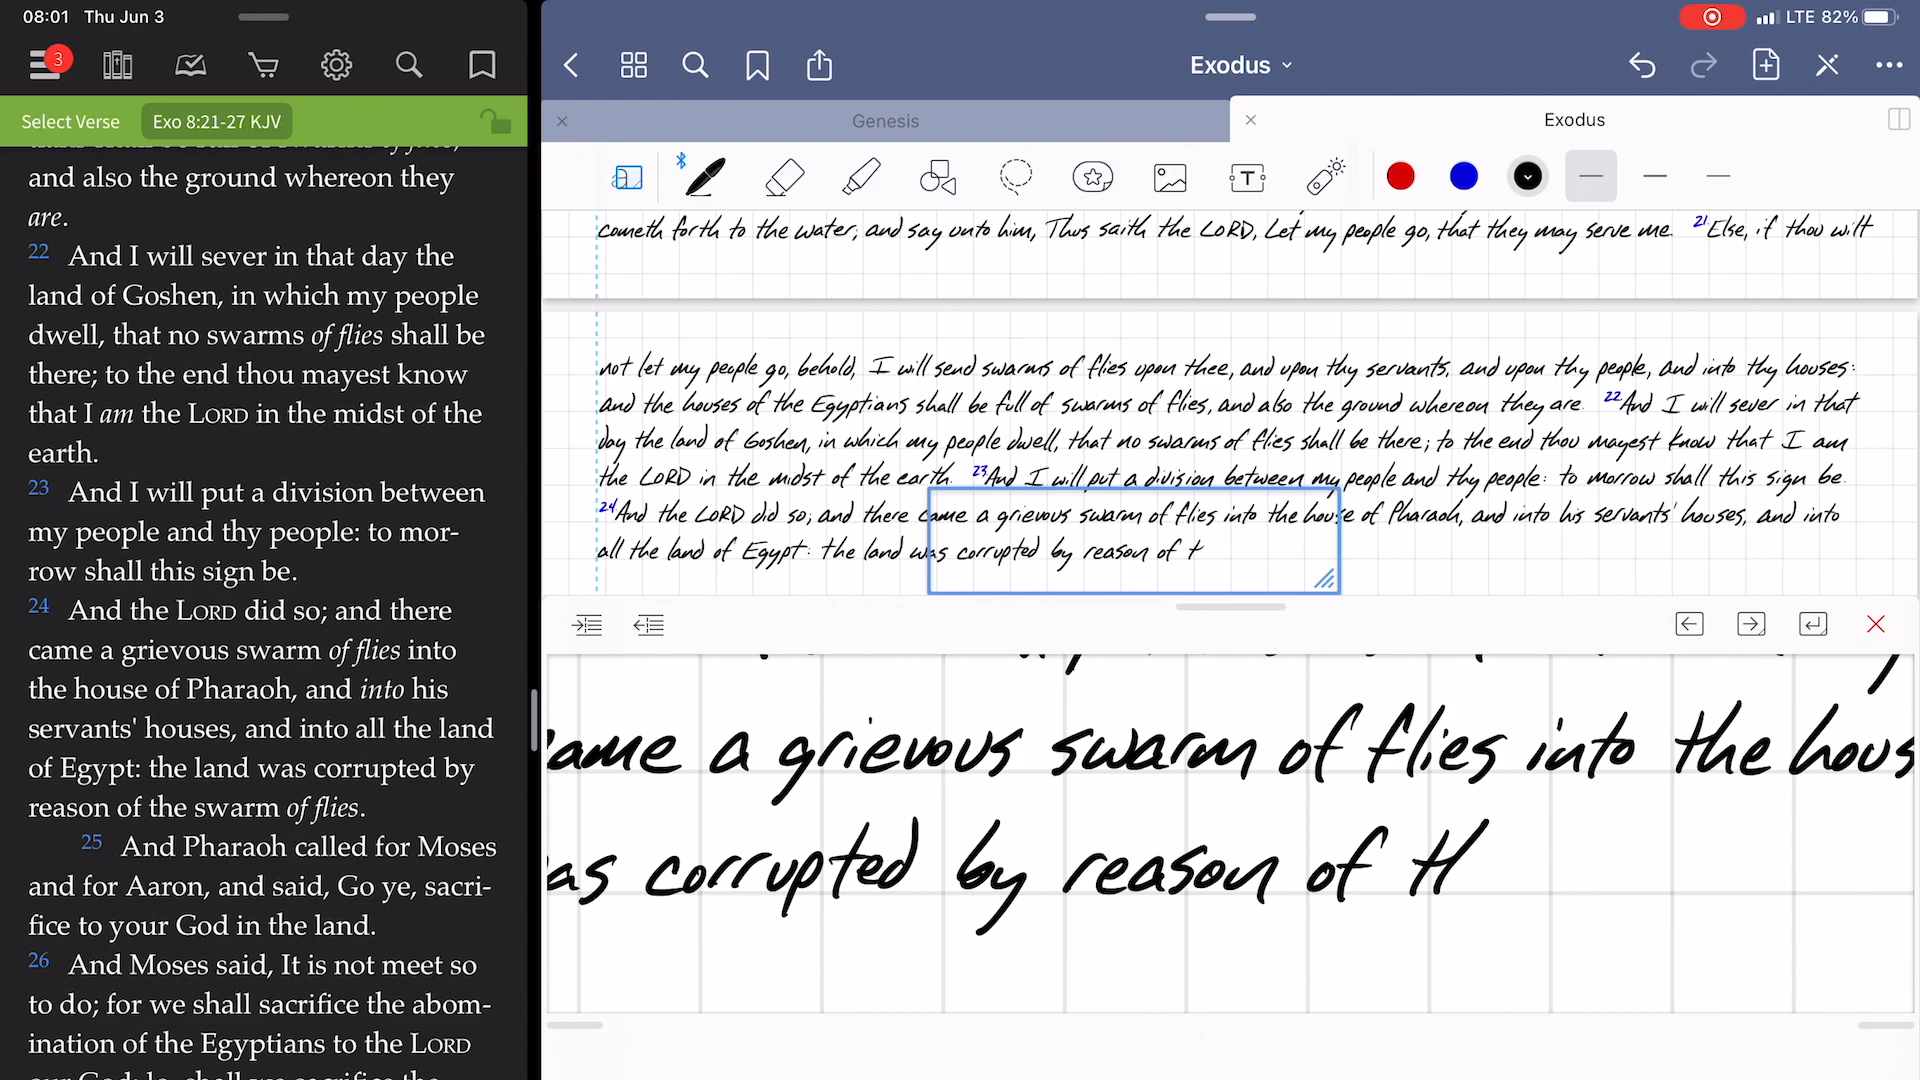 08:01 Thu Jun 3
3
Select Verse Exo 8:21-27 KJV
and also the ground whereon they
are.
22 And I will sever in that day the
land of Goshen, in which my people
dwell, that no swarms of flies shall be
there; to the end thou mayest know
that I am the LORD in the midst of the
earth.
23 And I will put a division between
my people and thy people: to mor-
row shall this sign be.
24 And the LORD did so; and there
came a grievous swarm of flies into
the house of Pharaoh, and into his
servants' houses, and into all the land
of Egypt: the land was corrupted by
reason of the swarm of flies.
25 And Pharaoh called for Moses
and for Aaron, and said, Go ye, sacri-
fice to your God in the land.
26 And Moses said, It is not meet so
to do; for we shall sacrifice the abom-
ination of the Egyptians to the LORD
LTE 82%
Exodus
Genesis
Exodus
T
cometh forth to the water; and say unto him, Thus saith the LORD, Let my people go, that they may serve me. 21 Else, if thou wilt
not let my people go, behold, I will send swarms of flies upon thee, and upon thy servants, and upon thy people, and into thy houses:
and the houses of the Egyptians shall be full of swarms of flies, and also the ground whereon they are. 22 And I will sever in that
day the land of Goshen, in which my people dwell, that no swarms of flies shall be there; to the end thou mayest know that I am
the LORD in the midst of the earth. 23 And I will put a division between my people and thy people: to morrow shall this sign be.
24 And the LORD did so; and there came a grievous swarm of flies into the house of Pharaoh, and into his servants' houses, and into
all the land of Egypt: the land was corrupted by reason of t
came a grievous swarm of flies into the hous
as corrupted by reason of th